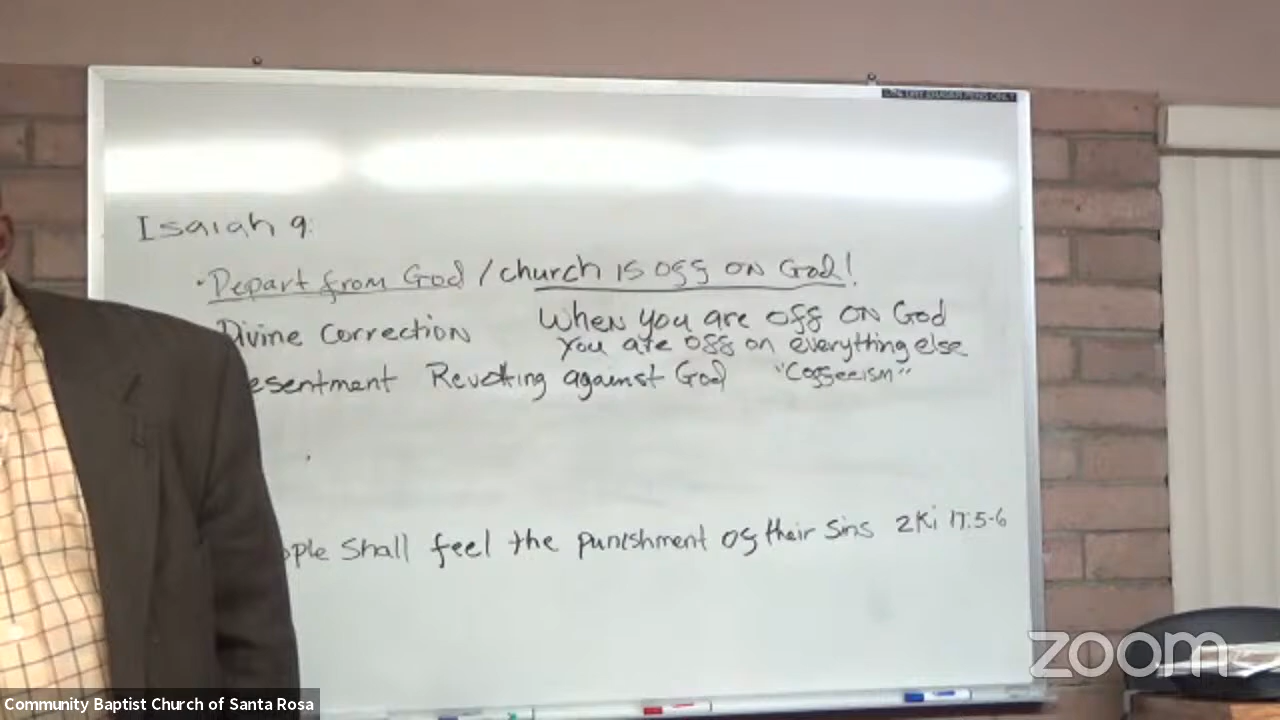 Isaiah 9:
• Depart from God / church is off on God!
Divine Correction When you are off on God
you are off on everything else
esentment Revolting against God "Coffeeism"
ople shall feel the punishment of their sins 2Ki 17:5-6
zoom
Community Baptist Church of Santa Rosa